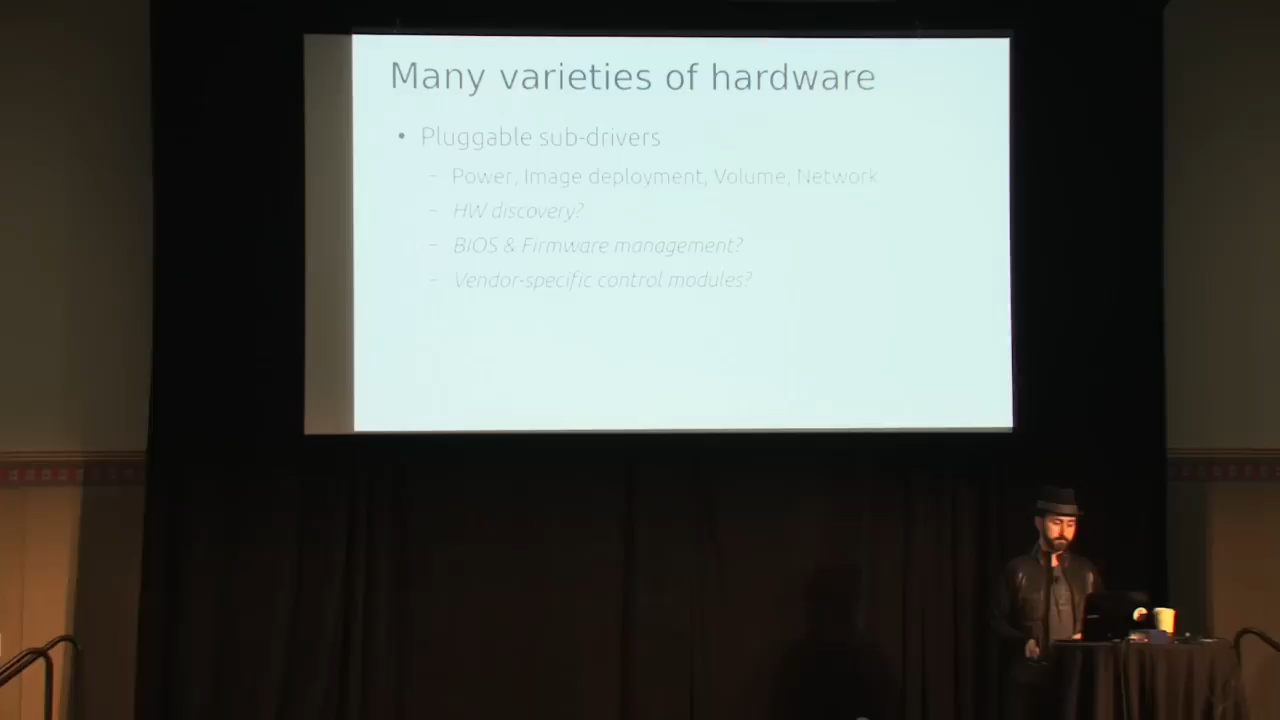 Many varieties of hardware
• Pluggable sub-drivers
– Power, Image deployment, Volume, Network
– HW discovery?
– BIOS & Firmware management?
– Vendor-specific control modules?